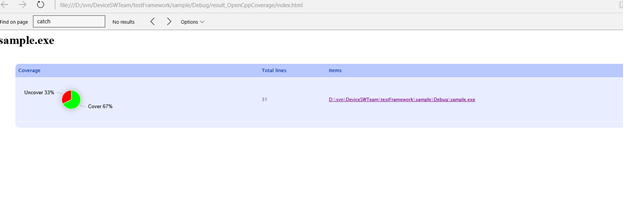 file:///D:/svn/DeviceSWTeam/testFramework/sample/Debug/result_OpenCppCoverage/index.html
Find on page catch No results Options
sample.exe
Coverage Total lines Items
Uncover 33%
Cover 67%
31 D:\svn\DeviceSWTeam\testFramework\sample\Debug\sample.exe